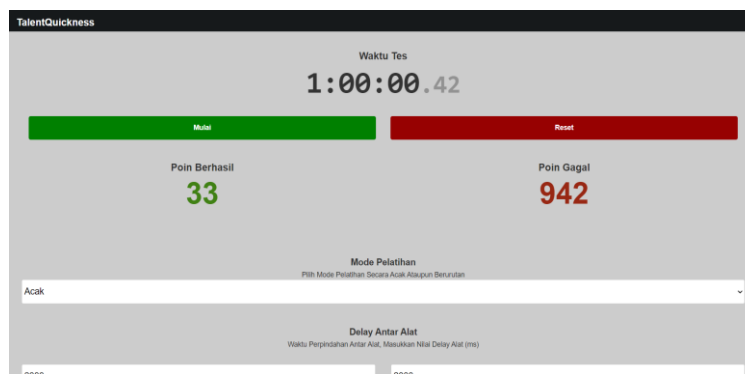 TalentQuickness
Waktu Tes
1:00:00.42
Mulai
Reset
Poin Berhasil
Poin Gagal
33
942
Mode Pelatihan
Pilih Mode Pelatihan Secara Acak Ataupun Berurutan
Acak
Delay Antar Alat
Waktu Perpindahan Antar Alat, Masukkan Nilai Delay Alat (ms)